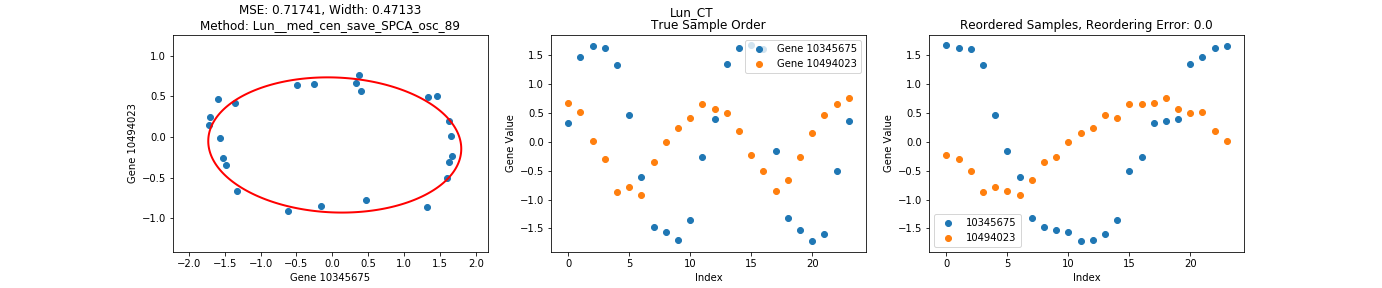 Lun_CT
MSE: 0.71741, Width: 0.47133
Method: Lun__med_cen_save_SPCA_osc_89
Gene 10494023
1.0
0.5
0.0
−0.5
−1.0
−2.0 −1.5 −1.0 −0.5 0.0 0.5 1.0 1.5 2.0
Gene 10345675
True Sample Order
Gene 10345675
Gene 10494023
Gene Value
1.5
1.0
0.5
0.0
−0.5
−1.0
−1.5
0 5 10 15 20
Index
Reordered Samples, Reordering Error: 0.0
Gene Value
1.5
1.0
0.5
0.0
−0.5
−1.0
−1.5
10345675
10494023
0 5 10 15 20
Index